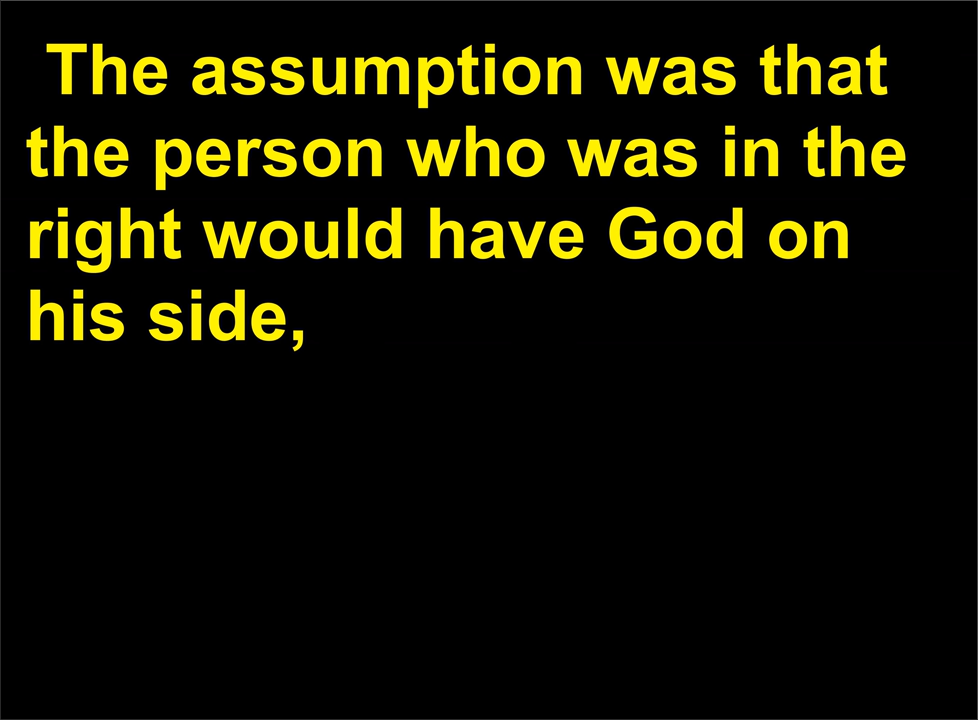 The assumption was that
the person who was in the
right would have God on
his side,